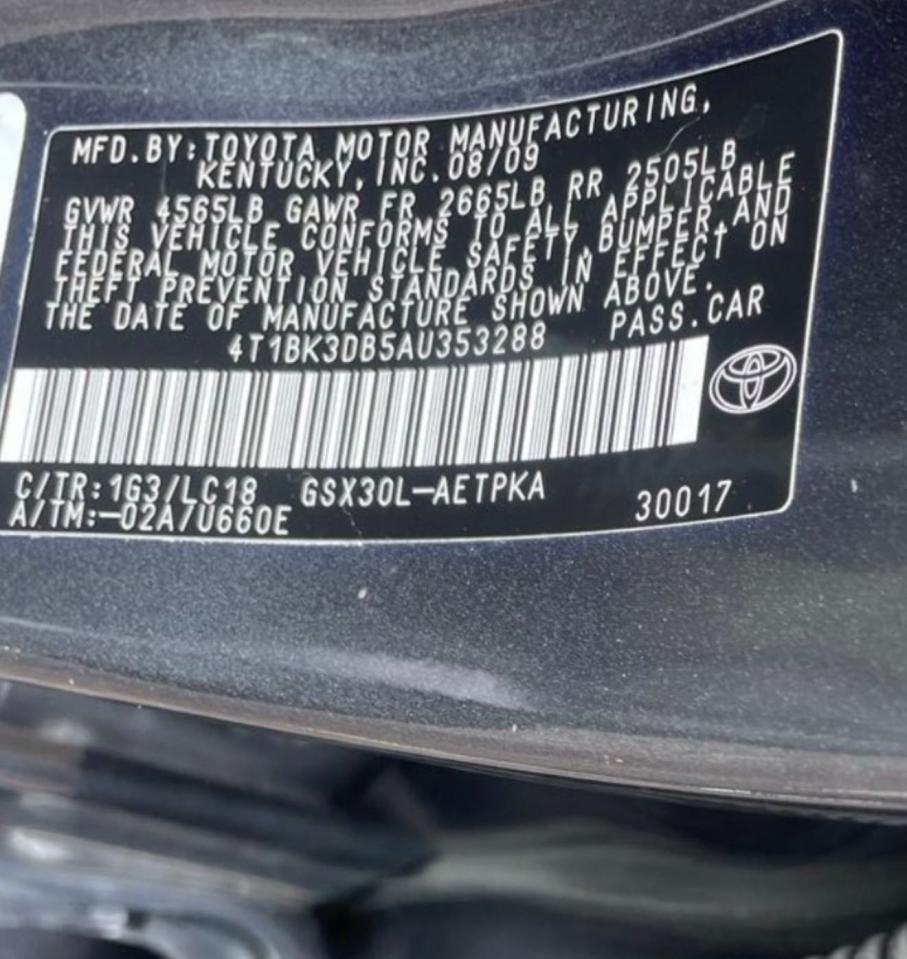 MFD.BY:TOYOTA MOTOR MANUFACTURING,
KENTUCKY,INC.08/09
GVWR 4565LB GAWR FR 2665LB RR 2505LB
THIS VEHICLE CONFORMS TO ALL APPLICABLE
FEDERAL MOTOR VEHICLE SAFETY,BUMPER,AND
THEFT PREVENTION STANDARDS IN EFFECT ON
THE DATE OF MANUFACTURE SHOWN ABOVE.
4T1BK3DB5AU353288 PASS.CAR
C/TR:1G3/LC18 GSX30L-AETPKA
A/TM:-02A/U660E 30017